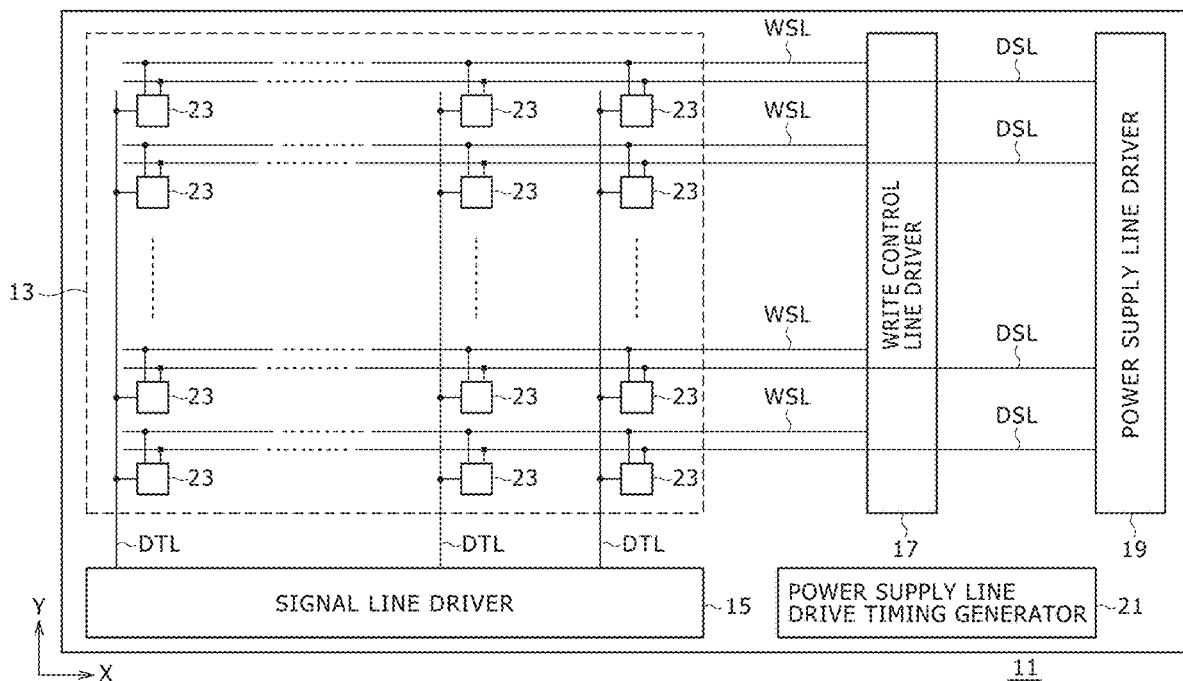 WSL
DSL
23 23 23
WSL
DSL
23 23 23
13
WRITE CONTROL
LINE DRIVER
POWER SUPPLY LINE DRIVER
WSL
DSL
23 23 23
WSL
DSL
23 23 23
DTL DTL DTL
17
19
SIGNAL LINE DRIVER
15
POWER SUPPLY LINE
DRIVE TIMING GENERATOR
21
Y
X
11